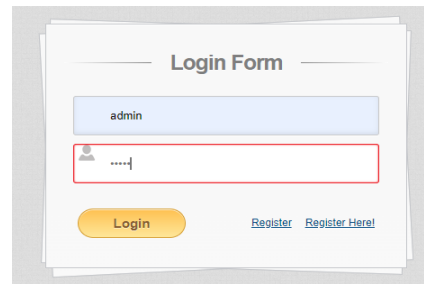 Login Form
admin
•••••
Login
Register Register Here!